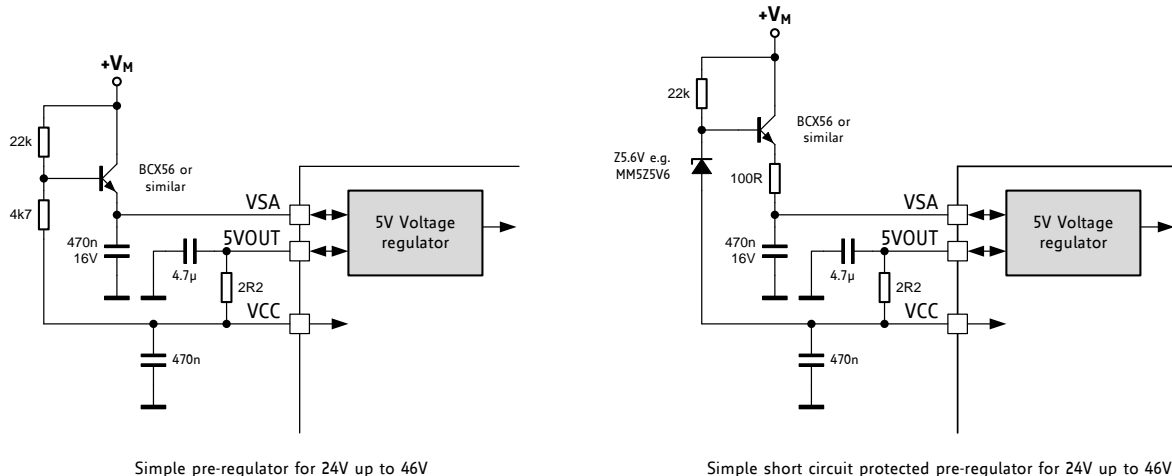 +VM
22k
BCX56 or
similar
4k7
VSA
470n
16V
5VOUT
4.7µ
2R2
VCC
470n
5V Voltage
regulator
Simple pre-regulator for 24V up to 46V
+VM
22k
BCX56 or
similar
Z5.6V e.g.
MM5Z5V6
100R
VSA
470n
16V
5VOUT
4.7µ
2R2
VCC
470n
5V Voltage
regulator
Simple short circuit protected pre-regulator for 24V up to 46V